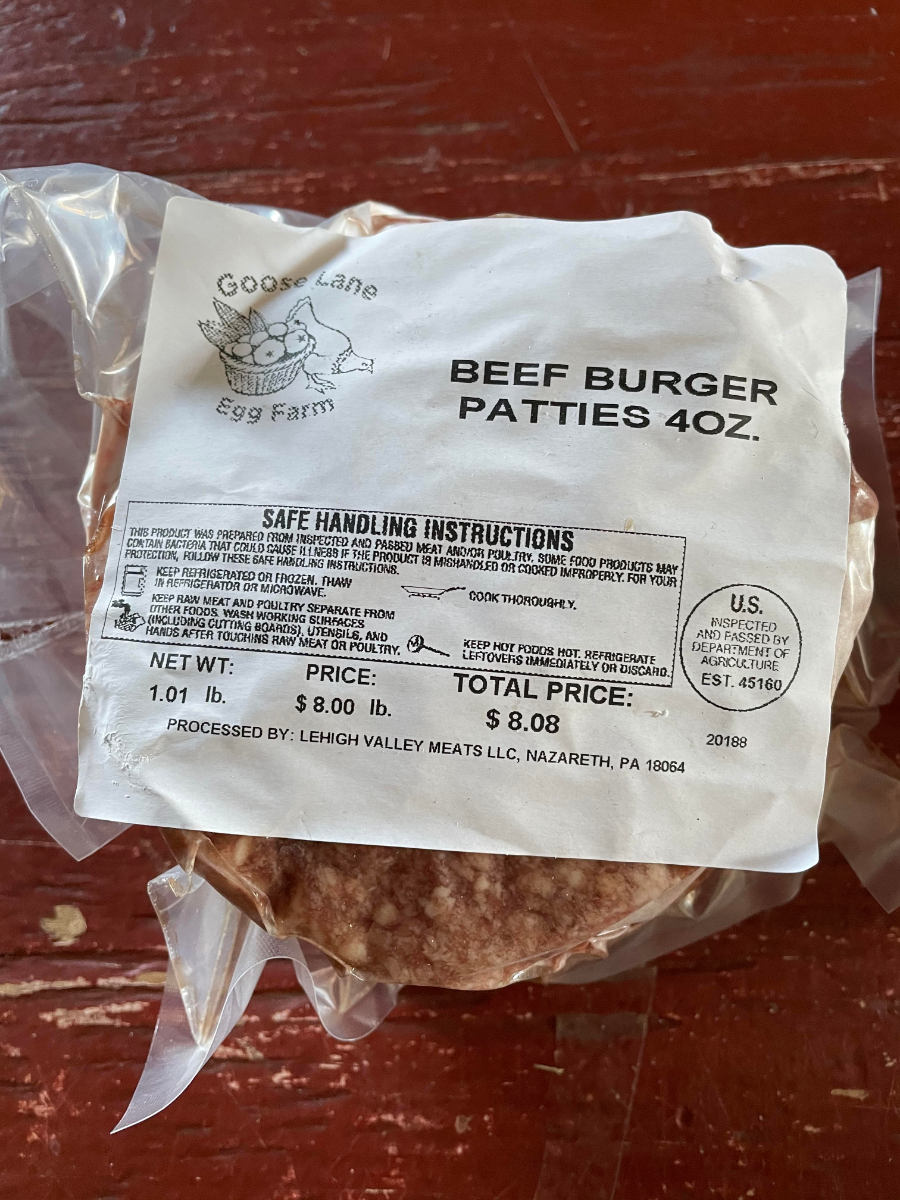 Goose Lane
Egg Farm
BEEF BURGER
PATTIES 4OZ.
SAFE HANDLING INSTRUCTIONS
THIS PRODUCT WAS PREPARED FROM INSPECTED AND PASSED MEAT AND/OR POULTRY. SOME FOOD PRODUCTS MAY
CONTAIN BACTERIA THAT COULD CAUSE ILLNESS IF THE PRODUCT IS MISHANDLED OR COOKED IMPROPERLY. FOR YOUR
PROTECTION, FOLLOW THESE SAFE HANDLING INSTRUCTIONS.
KEEP REFRIGERATED OR FROZEN. THAW
IN REFRIGERATOR OR MICROWAVE.
KEEP RAW MEAT AND POULTRY SEPARATE FROM
OTHER FOODS. WASH WORKING SURFACES
(INCLUDING CUTTING BOARDS), UTENSILS, AND
HANDS AFTER TOUCHING RAW MEAT OR POULTRY.
COOK THOROUGHLY.
KEEP HOT FOODS HOT. REFRIGERATE
LEFTOVERS IMMEDIATELY OR DISCARD.
U.S.
INSPECTED
AND PASSED BY
DEPARTMENT OF
AGRICULTURE
EST. 45160
NET WT:
1.01 lb.
PRICE:
$ 8.00 lb.
TOTAL PRICE:
$ 8.08
20188
PROCESSED BY: LEHIGH VALLEY MEATS LLC, NAZARETH, PA 18064